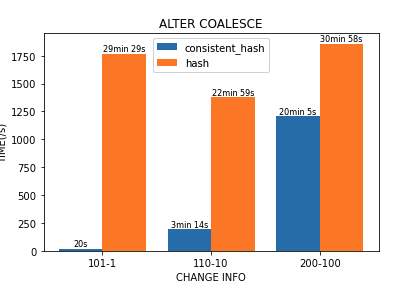 ALTER COALESCE
consistent_hash
hash
29min 29s
22min 59s
30min 58s
20s
3min 14s
20min 5s
1750
1500
1250
1000
750
500
250
0
TIME(/s)
101-1
110-10
200-100
CHANGE INFO